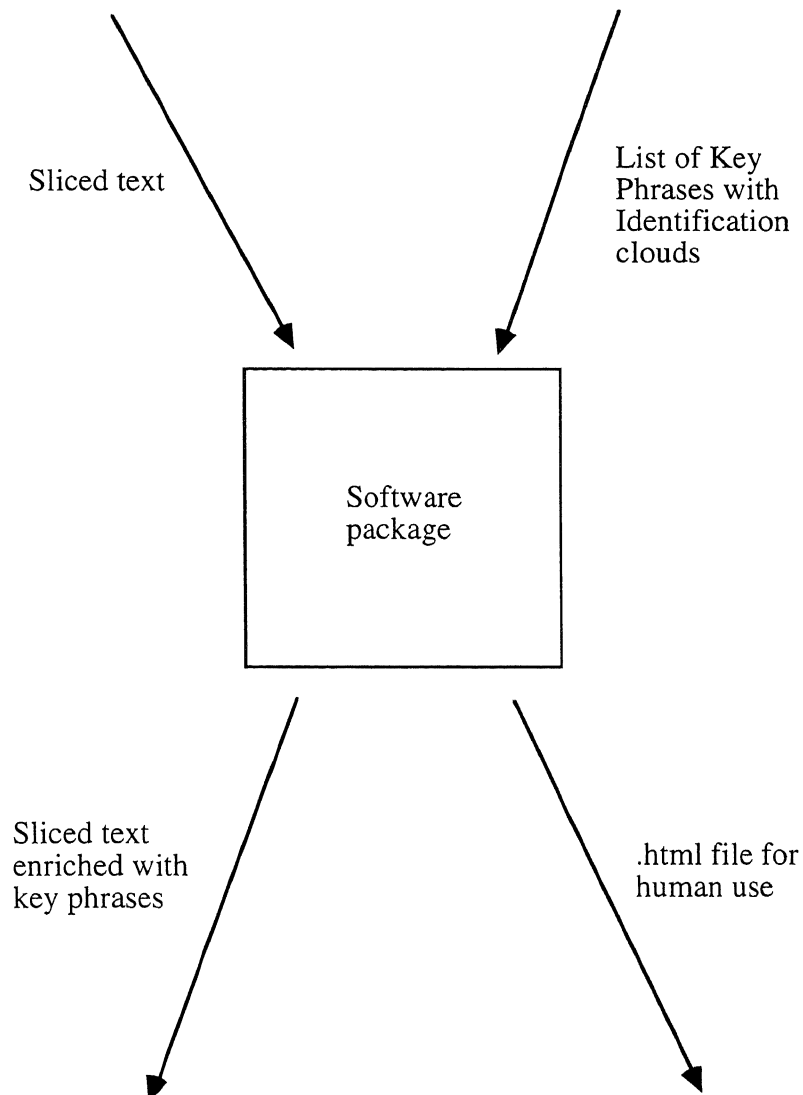 Sliced text
List of Key
Phrases with
Identification
clouds
Software
package
Sliced text
enriched with
key phrases
.html file for
human use